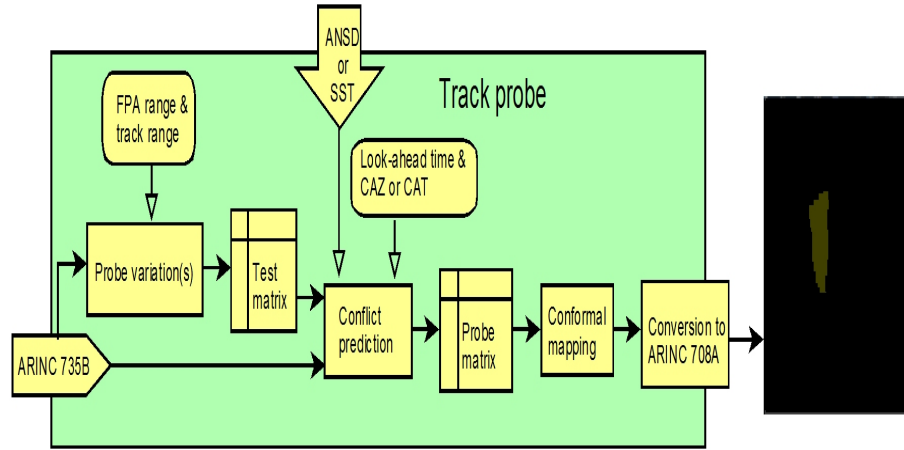 ANSD
or
SST
Track probe
FPA range &
track range
Look-ahead time &
CAZ or CAT
Probe variation(s)
Test
matrix
Conflict
prediction
Probe
matrix
Conformal
mapping
Conversion to
ARINC 708A
ARINC 735B